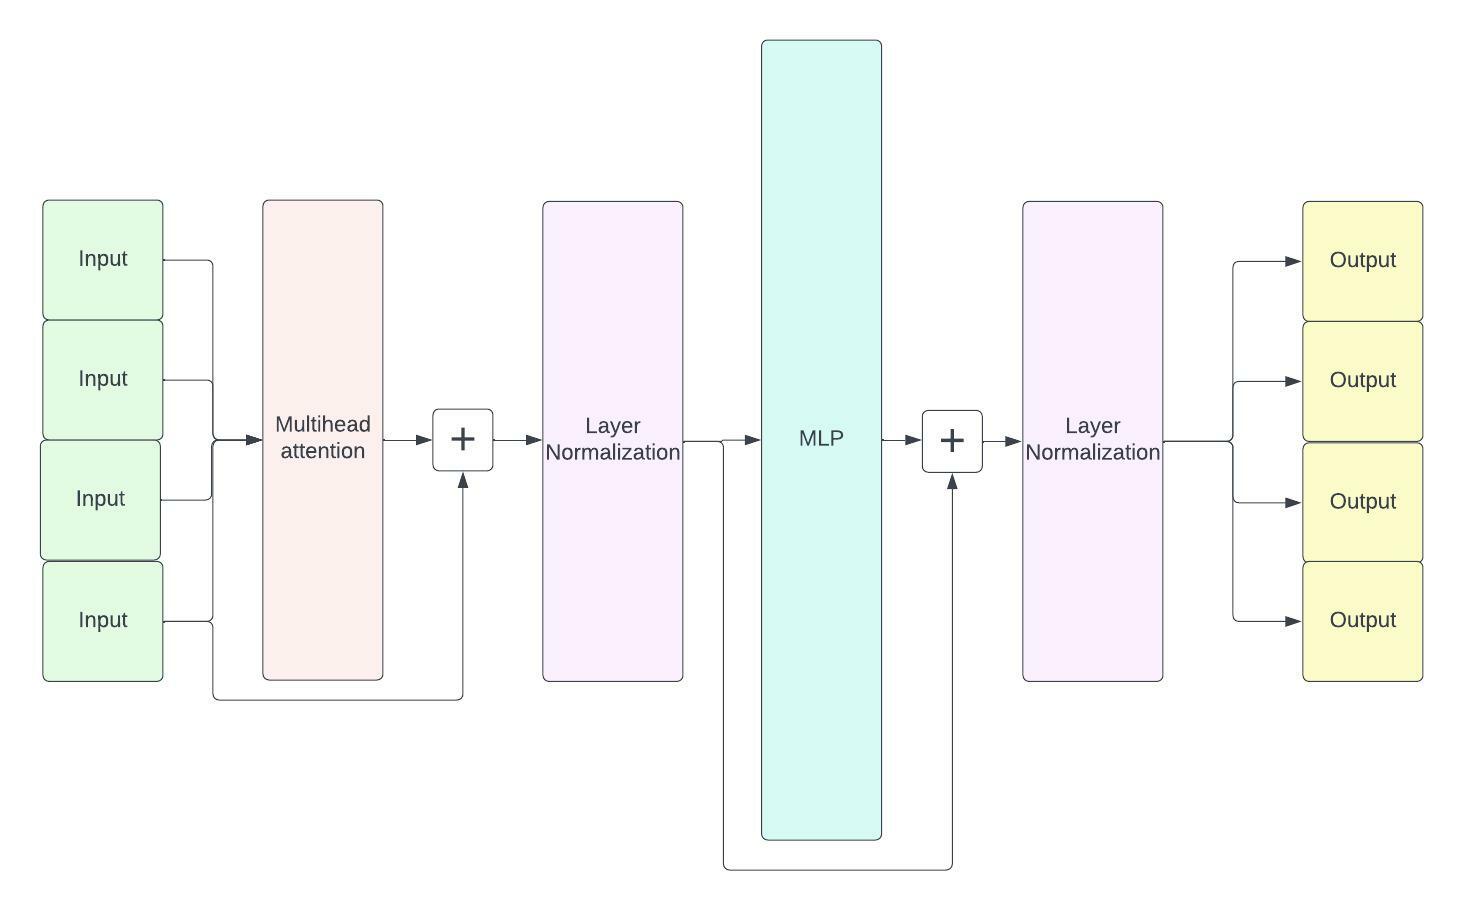 Input
Input
Input
Input
Multihead
attention
+
Layer
Normalization
MLP
+
Layer
Normalization
Output
Output
Output
Output